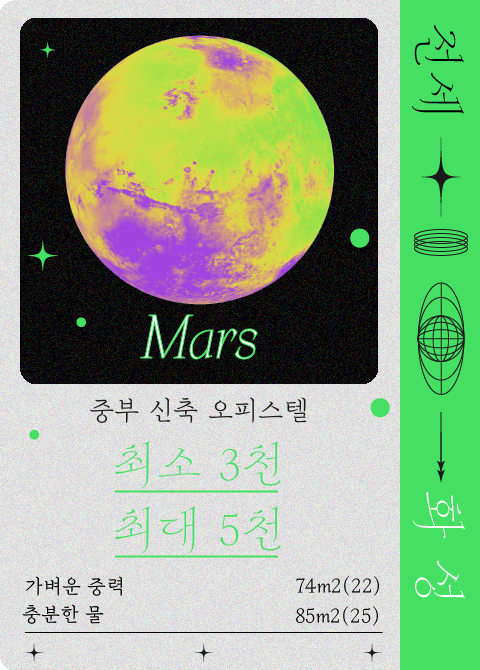 Mars
중부 신축 오피스텔
최소 3천
최대 5천
가벼운 중력 74m2(22)
충분한 물 85m2(25)
전세
화성